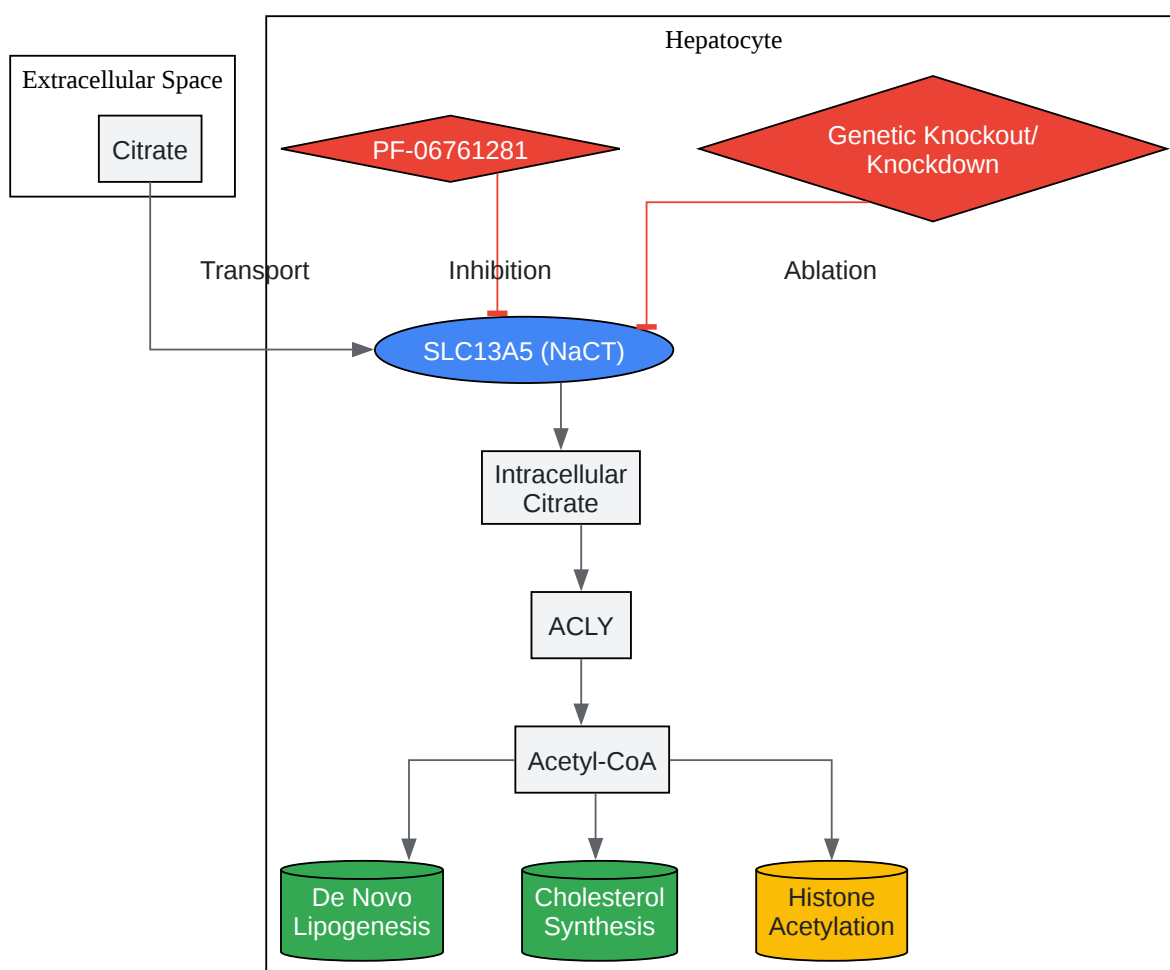 Hepatocyte
Extracellular Space
Citrate
PF-06761281
Genetic Knockout/
Knockdown
Transport
Inhibition
Ablation
SLC13A5 (NaCT)
Intracellular
Citrate
ACLY
Acetyl-CoA
De Novo
Lipogenesis
Cholesterol
Synthesis
Histone
Acetylation